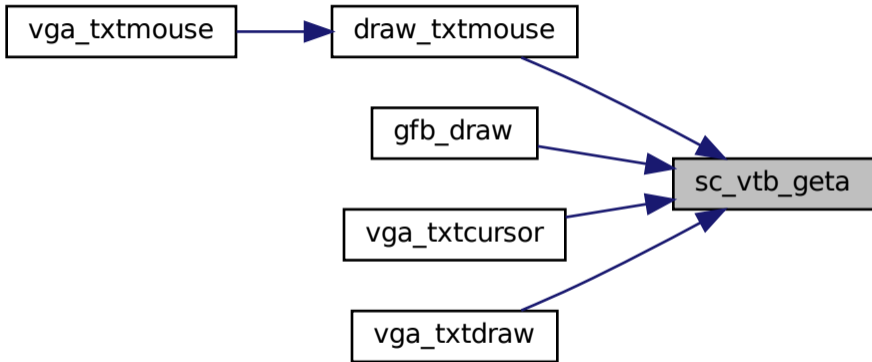 vga_txtmouse
draw_txtmouse
gfb_draw
sc_vtb_geta
vga_txtcursor
vga_txtdraw